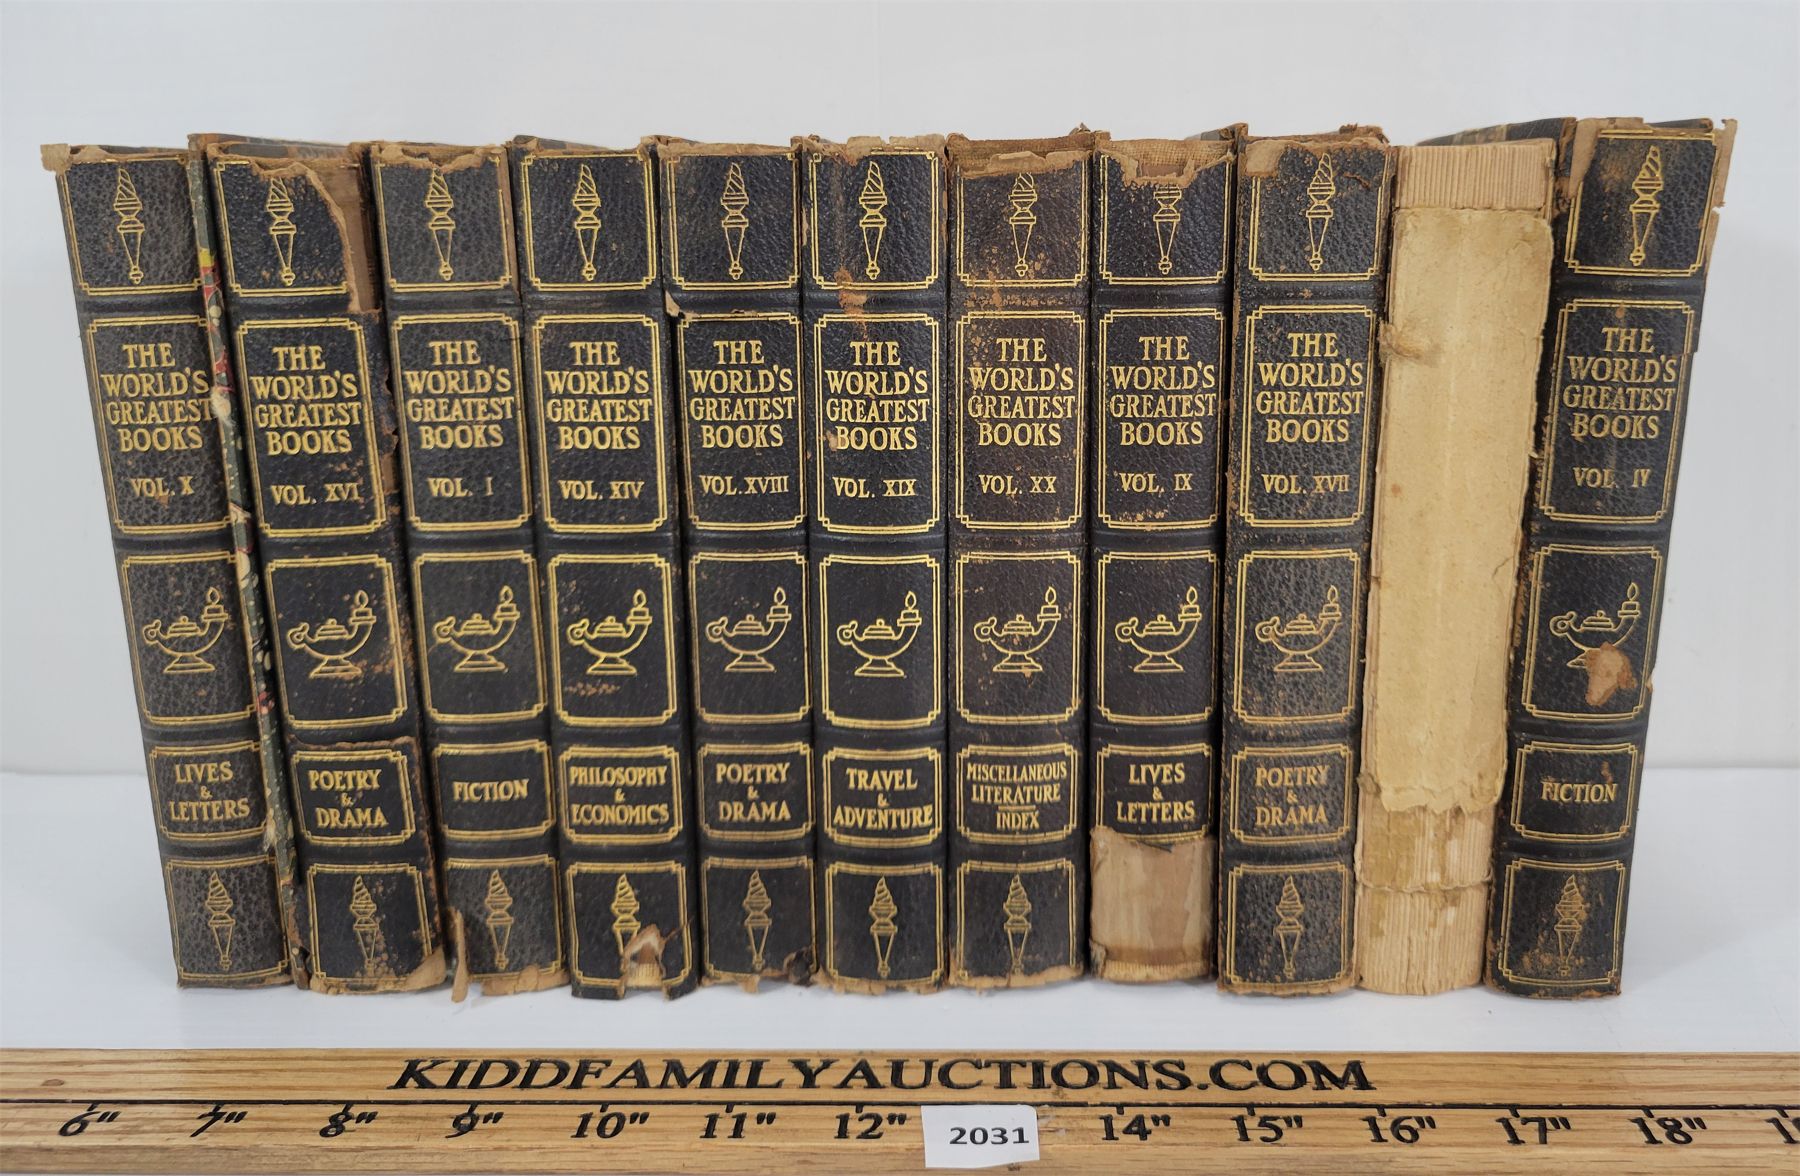 THE
WORLD'S
GREATEST
BOOKS
VOL. X
LIVES
&
LETTERS
THE
WORLD'S
GREATEST
BOOKS
VOL. XVI
POETRY
&
DRAMA
THE
WORLD'S
GREATEST
BOOKS
VOL. I
FICTION
THE
WORLD'S
GREATEST
BOOKS
VOL. XIV
PHILOSOPHY
&
ECONOMICS
THE
WORLD'S
GREATEST
BOOKS
VOL. XVIII
POETRY
&
DRAMA
THE
WORLD'S
GREATEST
BOOKS
VOL. XIX
TRAVEL
&
ADVENTURE
THE
WORLD'S
GREATEST
BOOKS
VOL. XX
MISCELLANEOUS
LITERATURE
INDEX
THE
WORLD'S
GREATEST
BOOKS
VOL. IX
LIVES
&
LETTERS
THE
WORLD'S
GREATEST
BOOKS
VOL. XVII
POETRY
&
DRAMA
THE
WORLD'S
GREATEST
BOOKS
VOL. IV
FICTION
KIDDFAMILYAUCTIONS.COM
6" 7" 8" 9" 10" 11" 12" 14" 15" 16" 17" 18"
2031